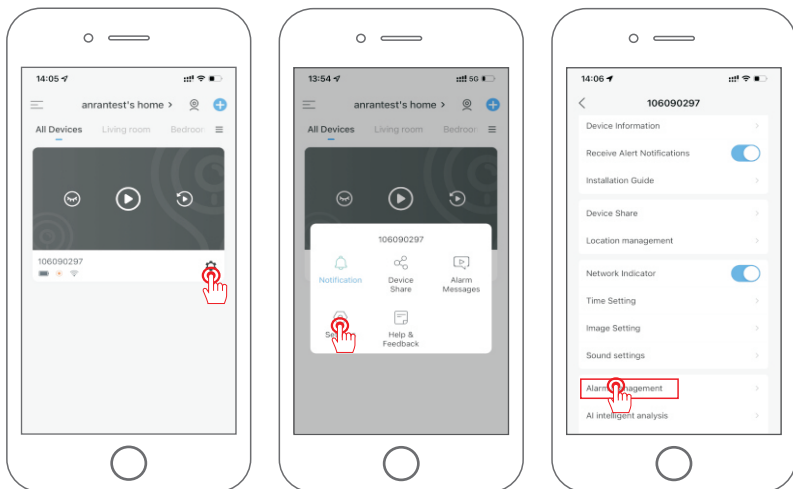 14:05
anrantest's home >
All Devices Living room Bedroo
106090297
13:54
5G
anrantest's home >
All Devices Living room Bedroo
106090297
Notification
Device
Share
Alarm
Messages
Help &
Feedback
14:06
106090297
Device Information
Receive Alert Notifications
Installation Guide
Device Share
Location management
Network Indicator
Time Setting
Image Setting
Sound settings
AI intelligent analysis